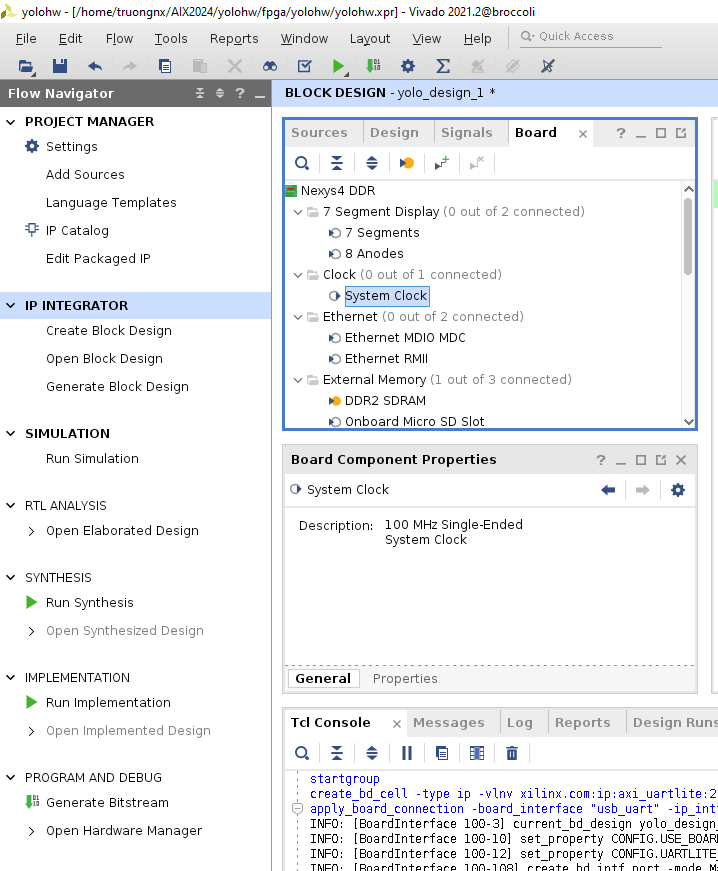 yolohw - [/home/truongnx/AIX2024/yolohw/fpga/yolohw/yolohw.xpr] - Vivado 2021.2@broccoli
File Edit Flow Tools Reports Window Layout View Help Quick Access
Flow Navigator
PROJECT MANAGER
Settings
Add Sources
Language Templates
IP Catalog
Edit Packaged IP
IP INTEGRATOR
Create Block Design
Open Block Design
Generate Block Design
SIMULATION
Run Simulation
RTL ANALYSIS
Open Elaborated Design
SYNTHESIS
Run Synthesis
Open Synthesized Design
IMPLEMENTATION
Run Implementation
Open Implemented Design
PROGRAM AND DEBUG
Generate Bitstream
Open Hardware Manager
BLOCK DESIGN - yolo_design_1 *
Sources Design Signals Board
Nexys4 DDR
7 Segment Display (0 out of 2 connected)
7 Segments
8 Anodes
Clock (0 out of 1 connected)
System Clock
Ethernet (0 out of 2 connected)
Ethernet MDIO MDC
Ethernet RMII
External Memory (1 out of 3 connected)
DDR2 SDRAM
Onboard Micro SD Slot
Board Component Properties
System Clock
Description: 100 MHz Single-Ended
System Clock
General Properties
Tcl Console Messages Log Reports Design Runs
startgroup
create_bd_cell -type ip -vlnv xilinx.com:ip:axi_uartlite:2
apply_board_connection -board_interface "usb_uart" -ip_int
INFO: [BoardInterface 100-3] current_bd_design yolo_design_
INFO: [BoardInterface 100-10] set_property CONFIG.USE_BOAR
INFO: [BoardInterface 100-12] set_property CONFIG.UARTLITE_
INFO: [BoardInterface 100-108] create_bd_intf_port -mode Ma